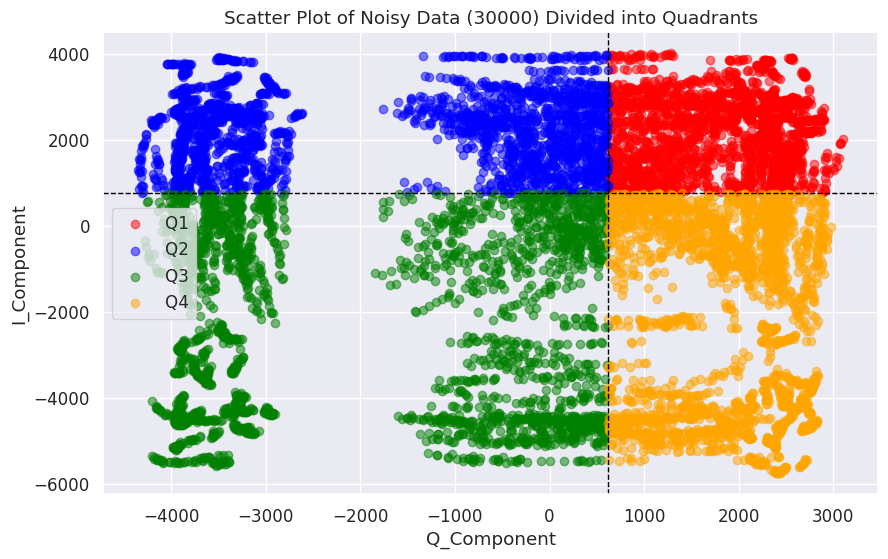 Scatter Plot of Noisy Data (30000) Divided into Quadrants
4000
2000
0
−2000
−4000
−6000
I_Component
Q1
Q2
Q3
Q4
−4000 −3000 −2000 −1000 0 1000 2000 3000
Q_Component